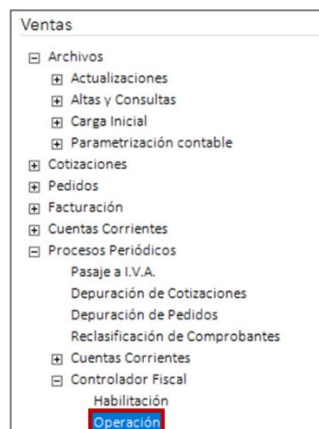 Ventas
Archivos
Actualizaciones
Altas y Consultas
Carga Inicial
Parametrización contable
Cotizaciones
Pedidos
Facturación
Cuentas Corrientes
Procesos Periódicos
Pasaje a I.V.A.
Depuración de Cotizaciones
Depuración de Pedidos
Reclasificación de Comprobantes
Cuentas Corrientes
Controlador Fiscal
Habilitación
Operación